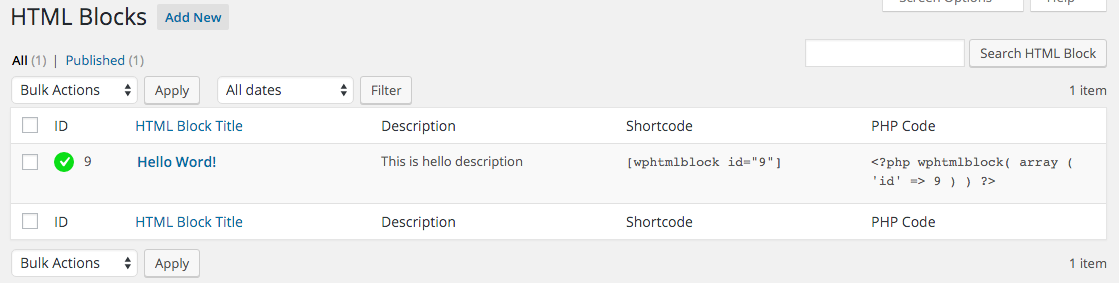 Screen Options Help
HTML Blocks Add New
All (1) | Published (1)
Search HTML Block
Bulk Actions Apply All dates Filter 1 item
ID HTML Block Title Description Shortcode PHP Code
9 Hello Word! This is hello description [wphtmlblock id="9"] <?php wphtmlblock( array (
'id' => 9 ) ) ?>
ID HTML Block Title Description Shortcode PHP Code
Bulk Actions Apply 1 item